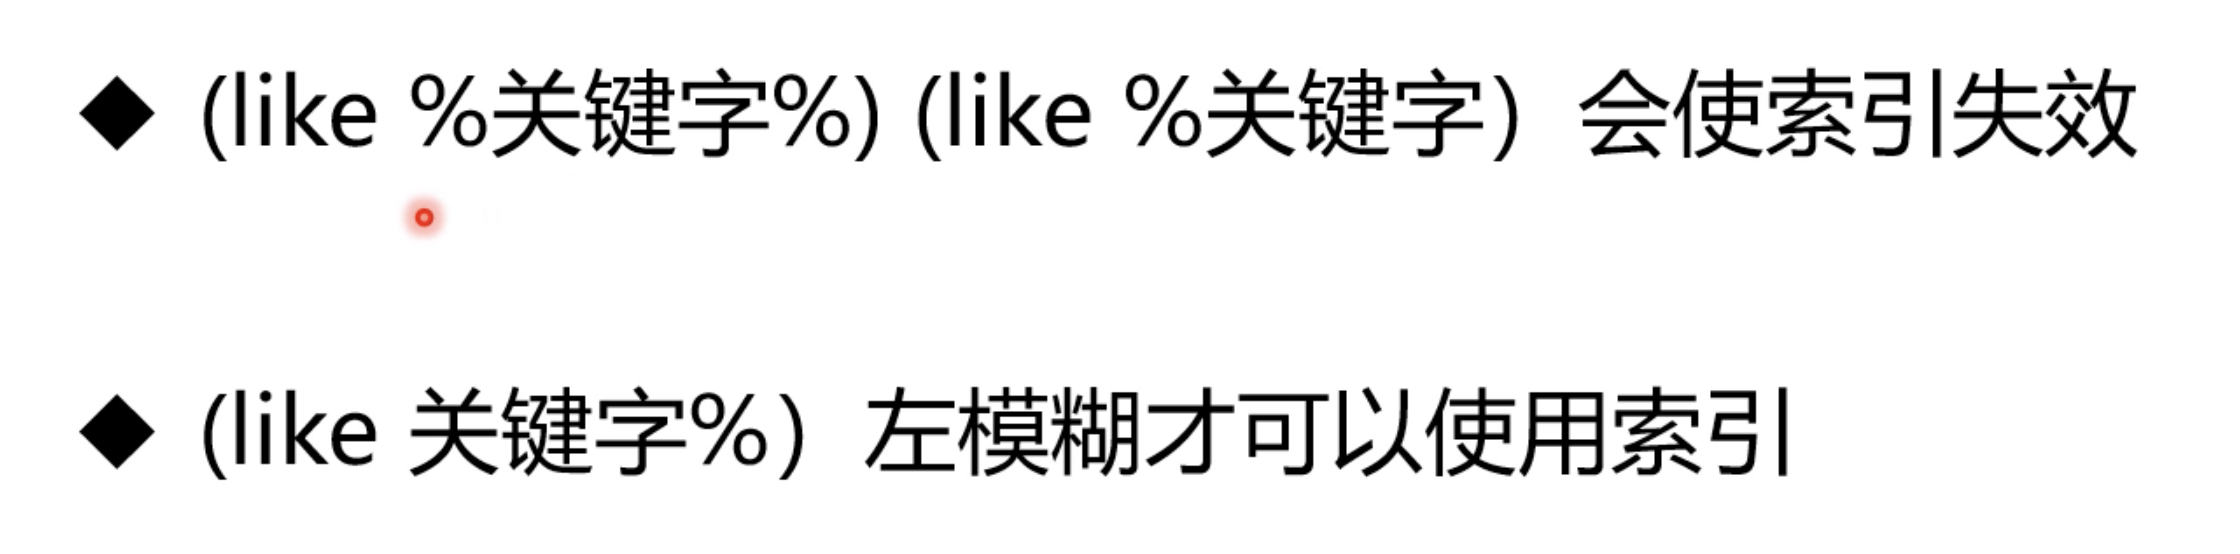 ◆ (like %关键字%) (like %关键字）会使索引失效
◆ (like 关键字%）左模糊才可以使用索引